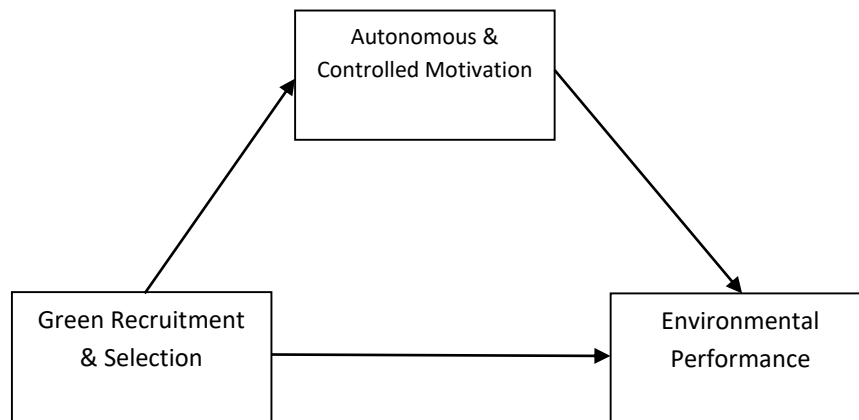 Autonomous &
Controlled Motivation
Green Recruitment
& Selection
Environmental
Performance